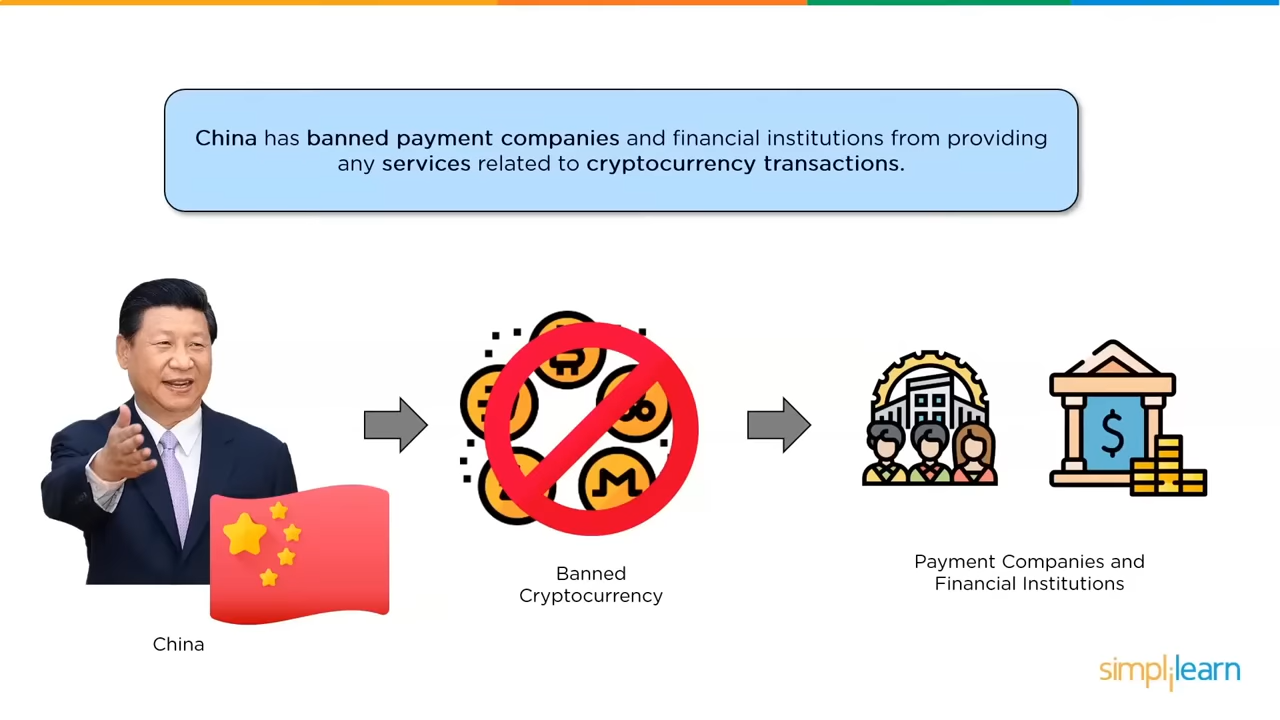 China has banned payment companies and financial institutions from providing
any services related to cryptocurrency transactions.
$
Banned
Cryptocurrency
Payment Companies and
Financial Institutions
China
simplilearn